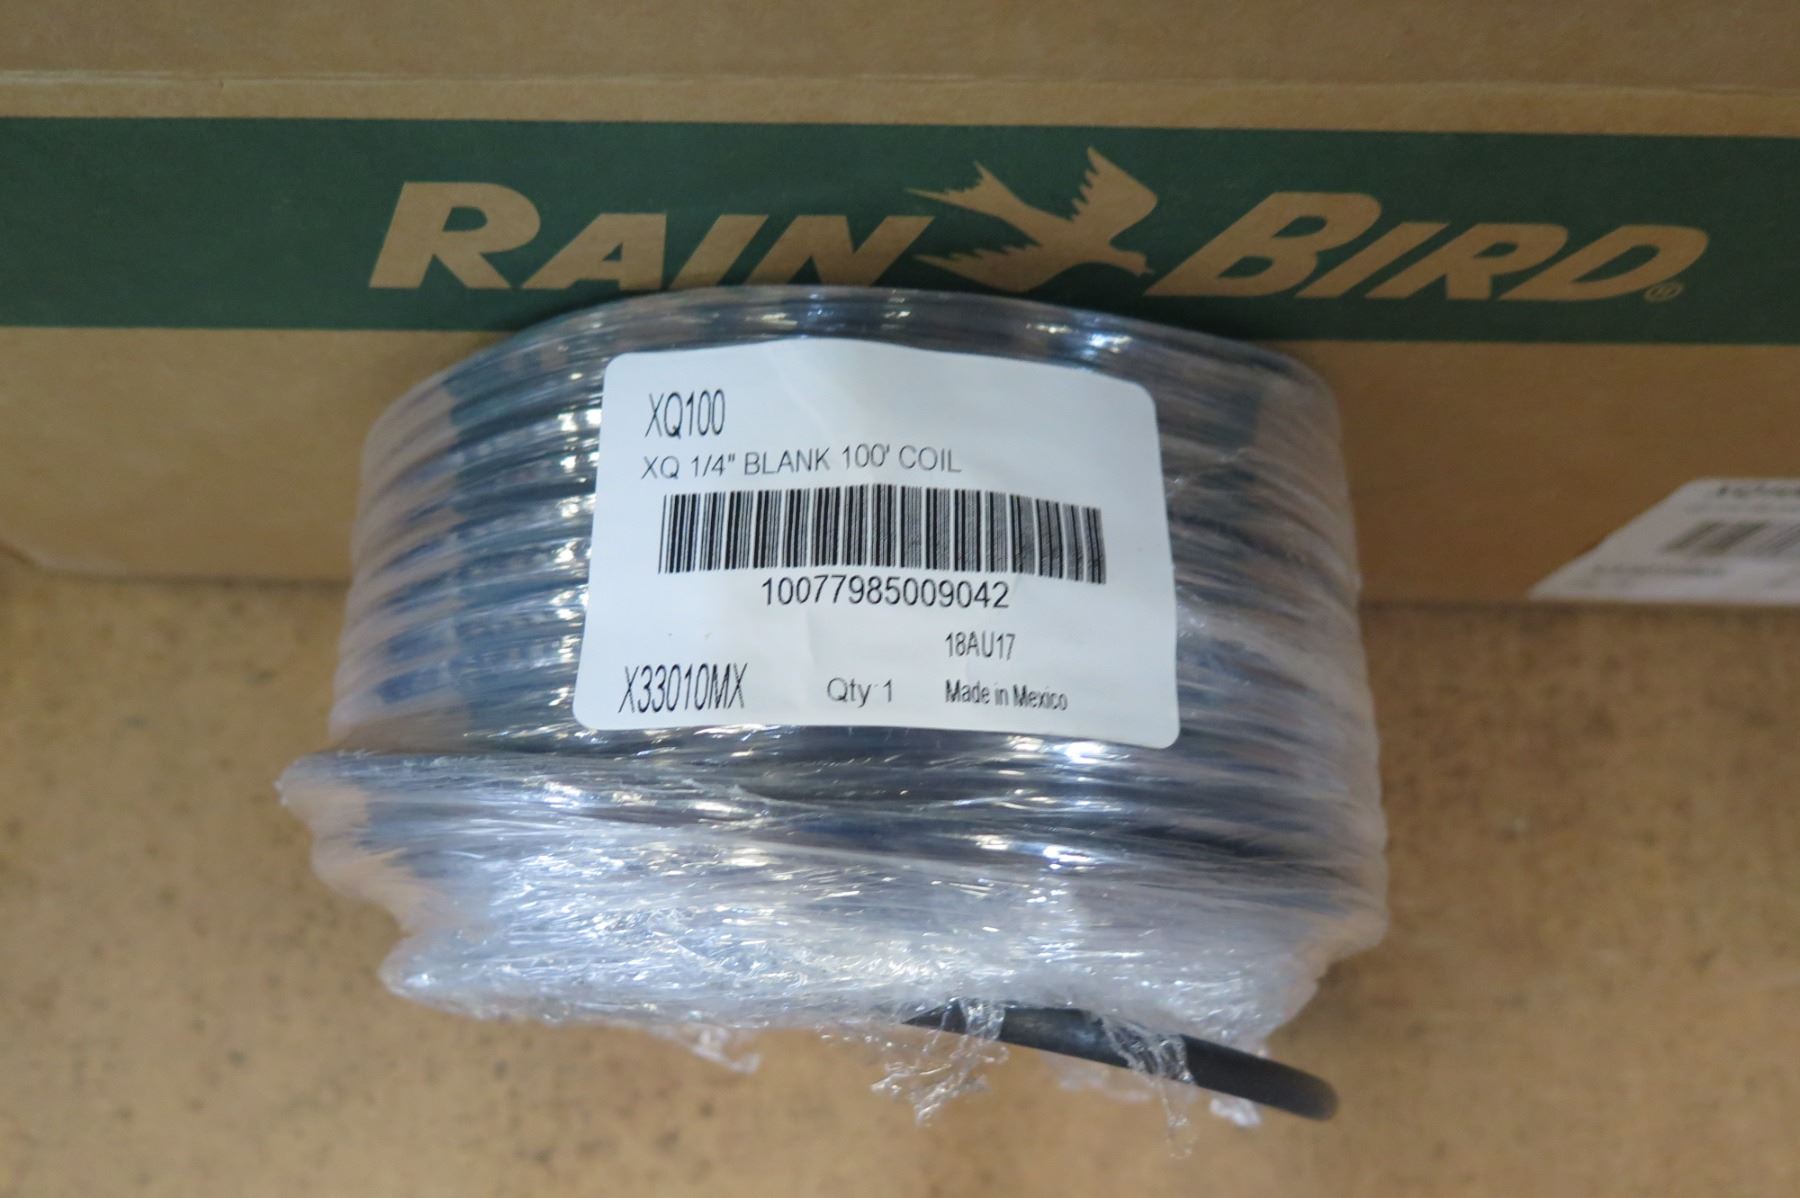 RAIN BIRD®
XQ100
XQ 1/4" BLANK 100' COIL
10077985009042
18AU17
X33010MX Qty 1 Made in Mexico